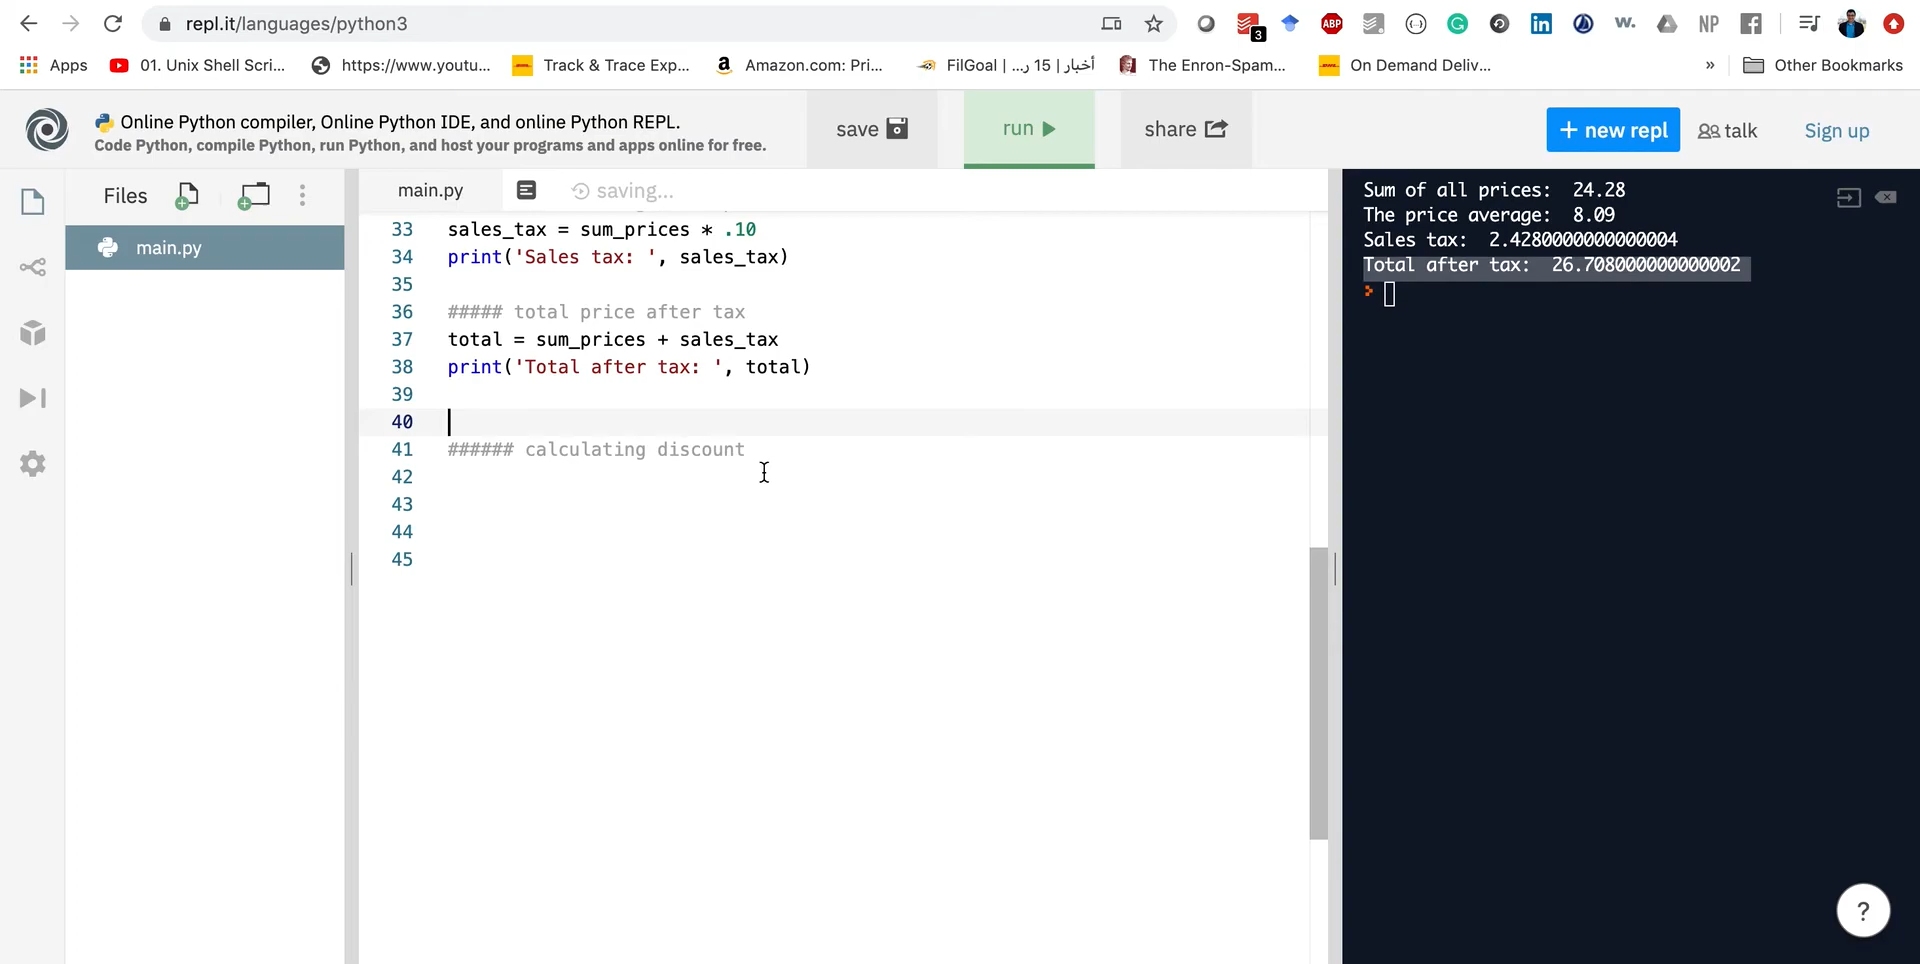 repl.it/languages/python3
3
ABP
w.
NP
Apps
01. Unix Shell Scri...
https://www.youtu...
Track & Trace Exp...
Amazon.com: Pri...
FilGoal | ...أخبار | 15 ر
The Enron-Spam...
On Demand Deliv...
»
Other Bookmarks
Online Python compiler, Online Python IDE, and online Python REPL.
Code Python, compile Python, run Python, and host your programs and apps online for free.
save
run
share
+ new repl
talk
Sign up
Files
main.py
main.py
saving...
33 sales_tax = sum_prices * .10
34 print('Sales tax: ', sales_tax)
35
36 ##### total price after tax
37 total = sum_prices + sales_tax
38 print('Total after tax: ', total)
39
40
41 ###### calculating discount
42
43
44
45
Sum of all prices:  24.28
The price average:  8.09
Sales tax:  2.4280000000000004
Total after tax:  26.708000000000002
?